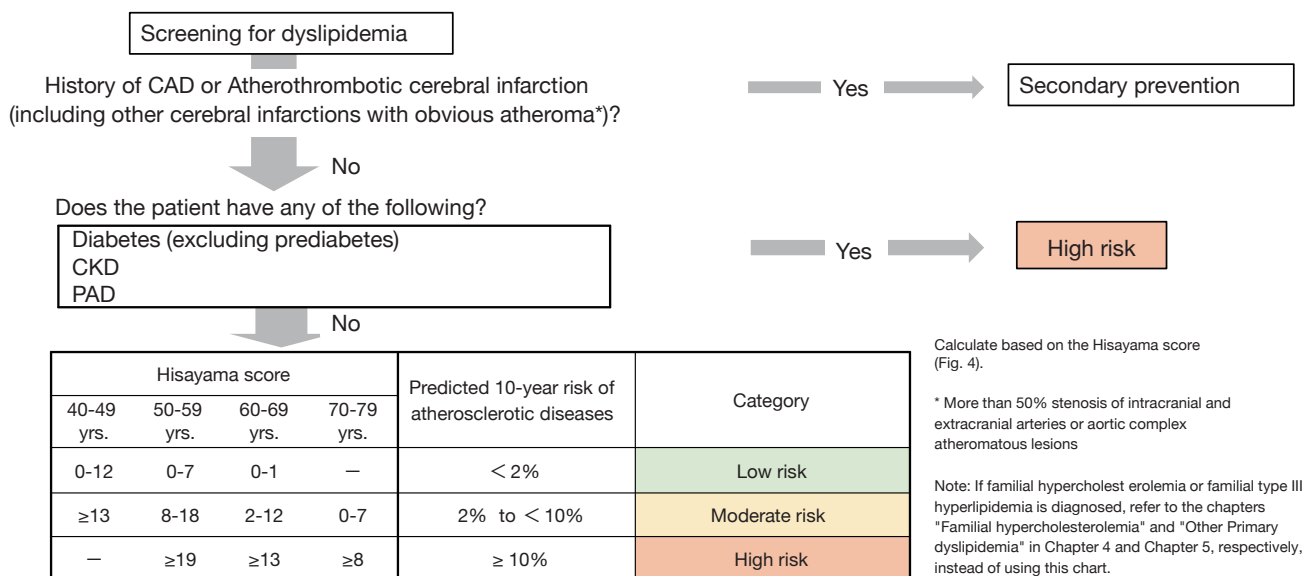 Screening for dyslipidemia
History of CAD or Atherothrombotic cerebral infarction
(including other cerebral infarctions with obvious atheroma*)?
Yes
Secondary prevention
No
Does the patient have any of the following?
Diabetes (excluding prediabetes)
CKD
PAD
Yes
High risk
No
Hisayama score
Predicted 10-year risk of
atherosclerotic diseases
Category
40-49 50-59 60-69 70-79
yrs. yrs. yrs. yrs.
0-12 0-7 0-1 — < 2% Low risk
≥13 8-18 2-12 0-7 2% to < 10% Moderate risk
— ≥19 ≥13 ≥8 ≥ 10% High risk
Calculate based on the Hisayama score
(Fig. 4).
* More than 50% stenosis of intracranial and
extracranial arteries or aortic complex
atheromatous lesions
Note: If familial hypercholest erolemia or familial type III
hyperlipidemia is diagnosed, refer to the chapters
"Familial hypercholesterolemia" and "Other Primary
dyslipidemia" in Chapter 4 and Chapter 5, respectively,
instead of using this chart.